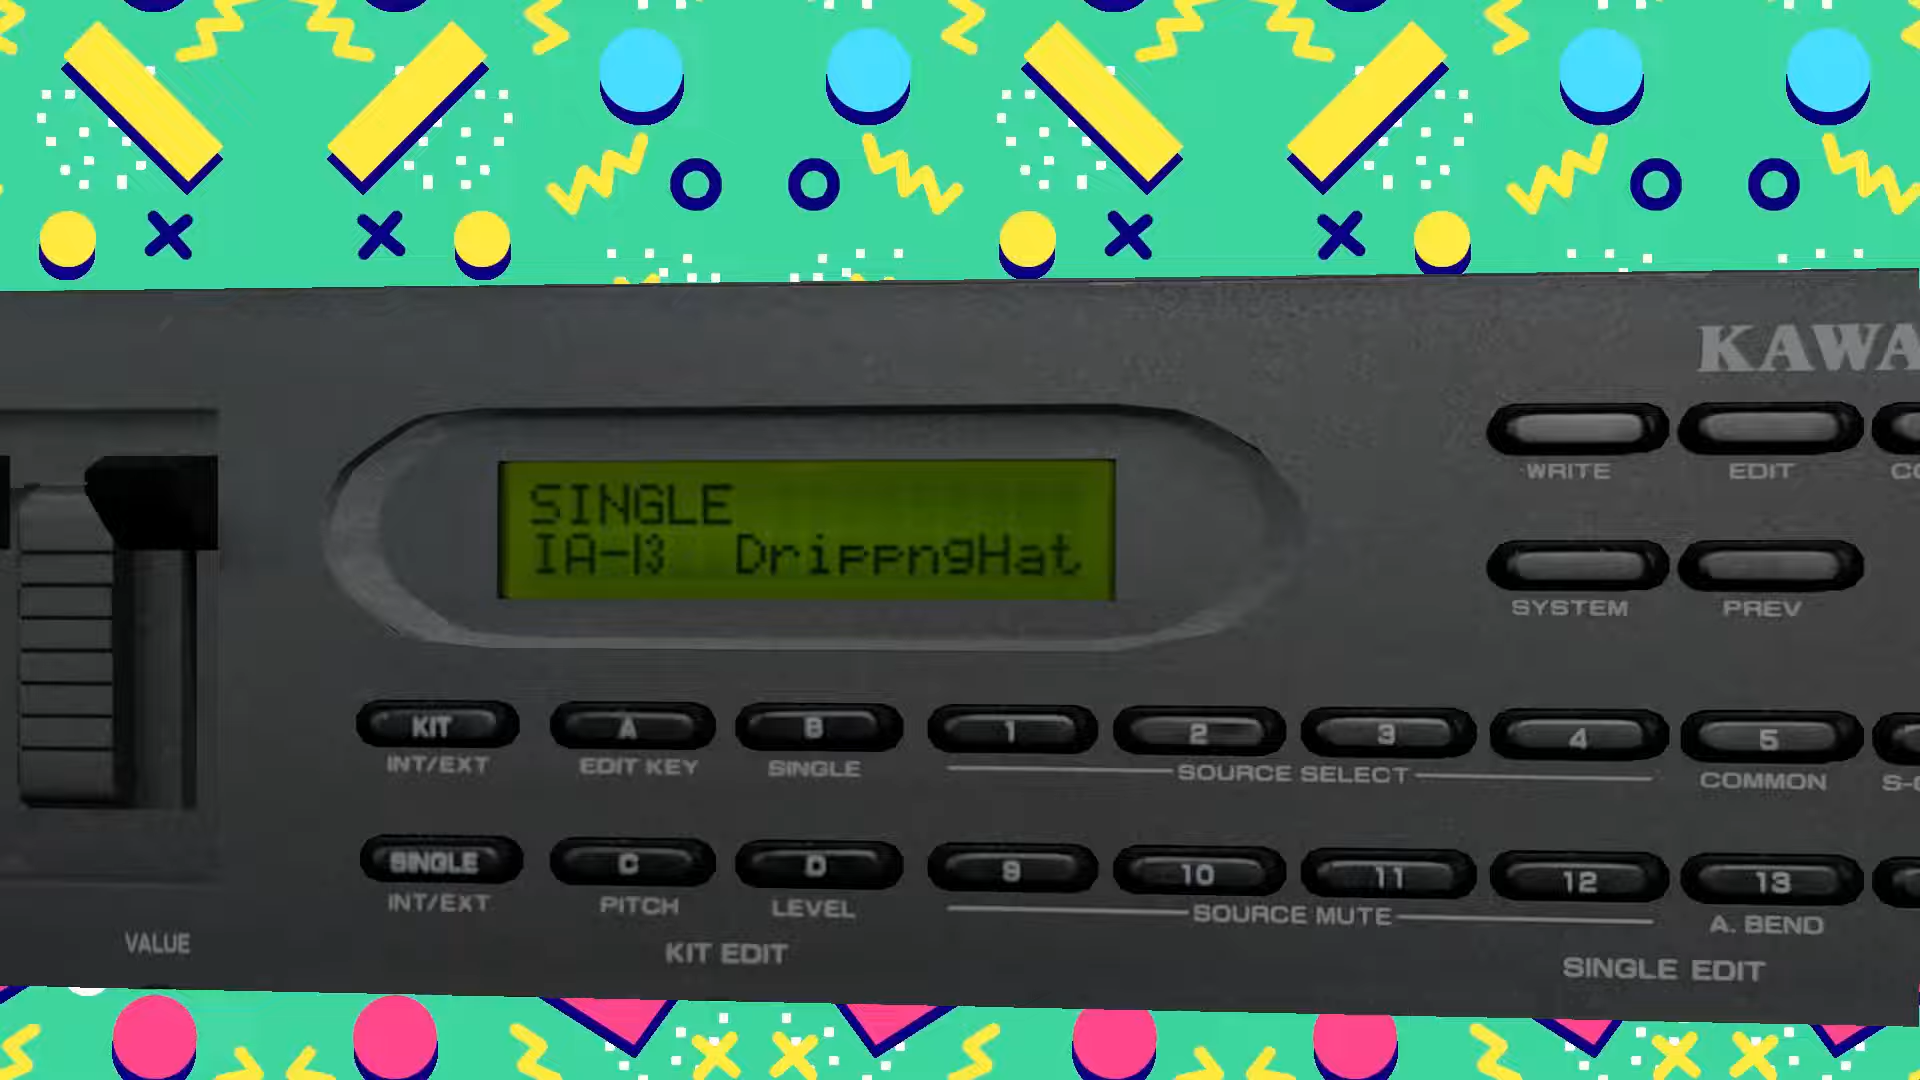 KAWA
SINGLE
IA-13 DrippngHat
WRITE EDIT CO
SYSTEM PREV
KIT A B 1 2 3 4 5
INT/EXT EDIT KEY SINGLE SOURCE SELECT COMMON S-C
SINGLE C D 9 10 11 12 13
INT/EXT PITCH LEVEL SOURCE MUTE A. BEND
VALUE KIT EDIT SINGLE EDIT